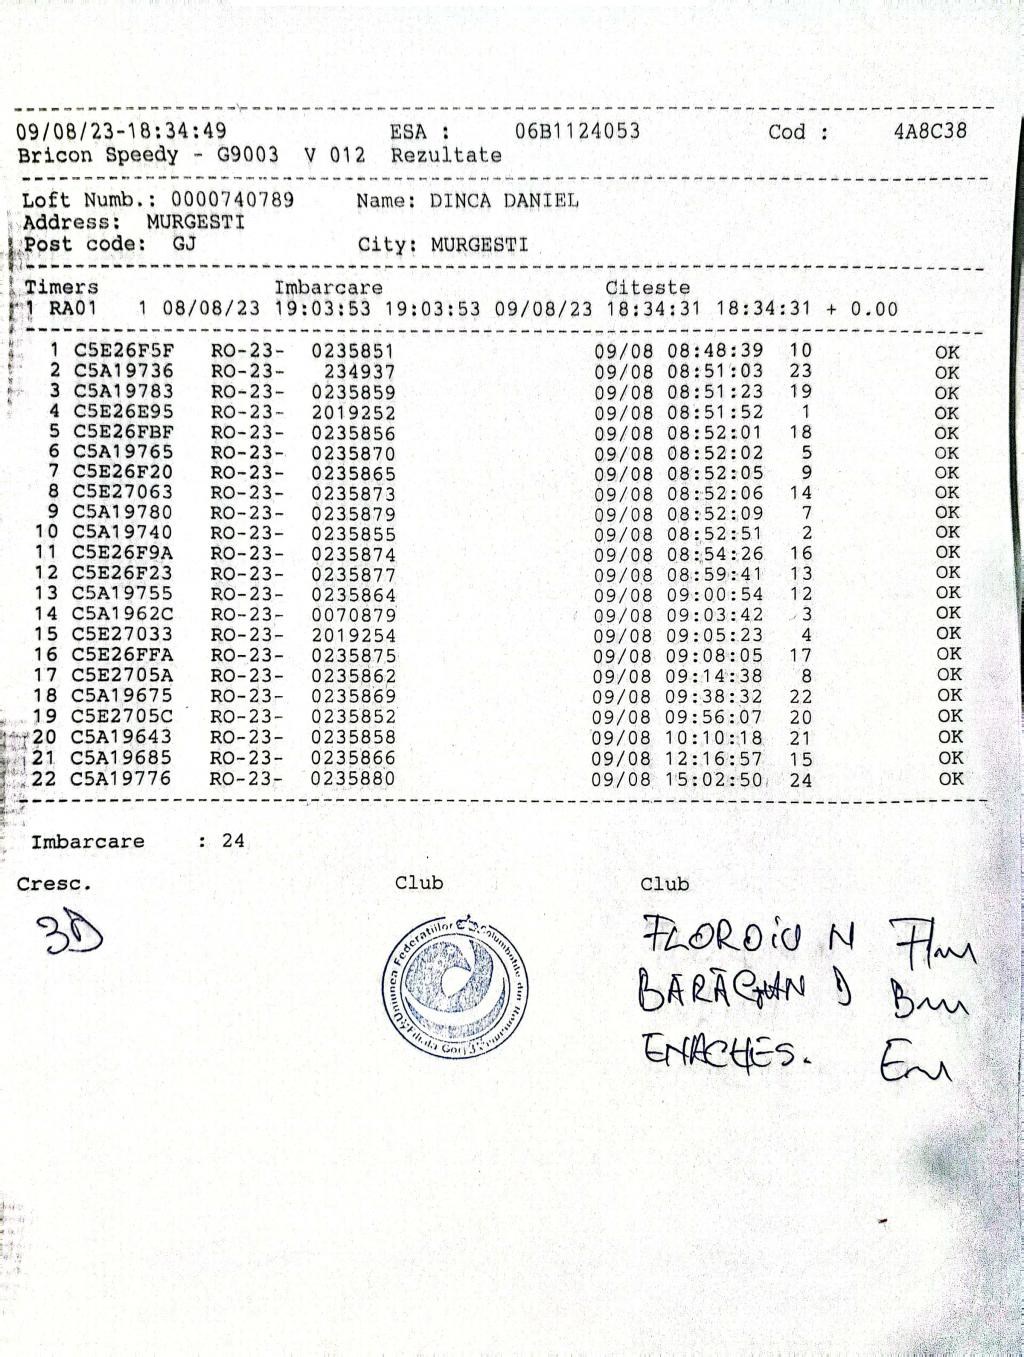 09/08/23-18:34:49 ESA : 06B1124053 Cod : 4A8C38
Bricon Speedy - G9003 V 012 Rezultate
Loft Numb.: 0000740789 Name: DINCA DANIEL
Address: MURGESTI
Post code: GJ City: MURGESTI
Timers Imbarcare Citeste
1 RA01 1 08/08/23 19:03:53 19:03:53 09/08/23 18:34:31 18:34:31 + 0.00
1 C5E26F5F RO-23- 0235851 09/08 08:48:39 10 OK
2 C5A19736 RO-23- 234937 09/08 08:51:03 23 OK
3 C5A19783 RO-23- 0235859 09/08 08:51:23 19 OK
4 C5E26E95 RO-23- 2019252 09/08 08:51:52 1 OK
5 C5E26FBF RO-23- 0235856 09/08 08:52:01 18 OK
6 C5A19765 RO-23- 0235870 09/08 08:52:02 5 OK
7 C5E26F20 RO-23- 0235865 09/08 08:52:05 9 OK
8 C5E27063 RO-23- 0235873 09/08 08:52:06 14 OK
9 C5A19780 RO-23- 0235879 09/08 08:52:09 7 OK
10 C5A19740 RO-23- 0235855 09/08 08:52:51 2 OK
11 C5E26F9A RO-23- 0235874 09/08 08:54:26 16 OK
12 C5E26F23 RO-23- 0235877 09/08 08:59:41 13 OK
13 C5A19755 RO-23- 0235864 09/08 09:00:54 12 OK
14 C5A1962C RO-23- 0070879 09/08 09:03:42 3 OK
15 C5E27033 RO-23- 2019254 09/08 09:05:23 4 OK
16 C5E26FFA RO-23- 0235875 09/08 09:08:05 17 OK
17 C5E2705A RO-23- 0235862 09/08 09:14:38 8 OK
18 C5A19675 RO-23- 0235869 09/08 09:38:32 22 OK
19 C5E2705C RO-23- 0235852 09/08 09:56:07 20 OK
20 C5A19643 RO-23- 0235858 09/08 10:10:18 21 OK
21 C5A19685 RO-23- 0235866 09/08 12:16:57 15 OK
22 C5A19776 RO-23- 0235880 09/08 15:02:50 24 OK
Imbarcare : 24
Cresc. Club Club
FLOROIU N
BĂRĂGAN D
ENACHE S.
Uniunea Federatiilor Columbofile din Romania
Filiala Gorj